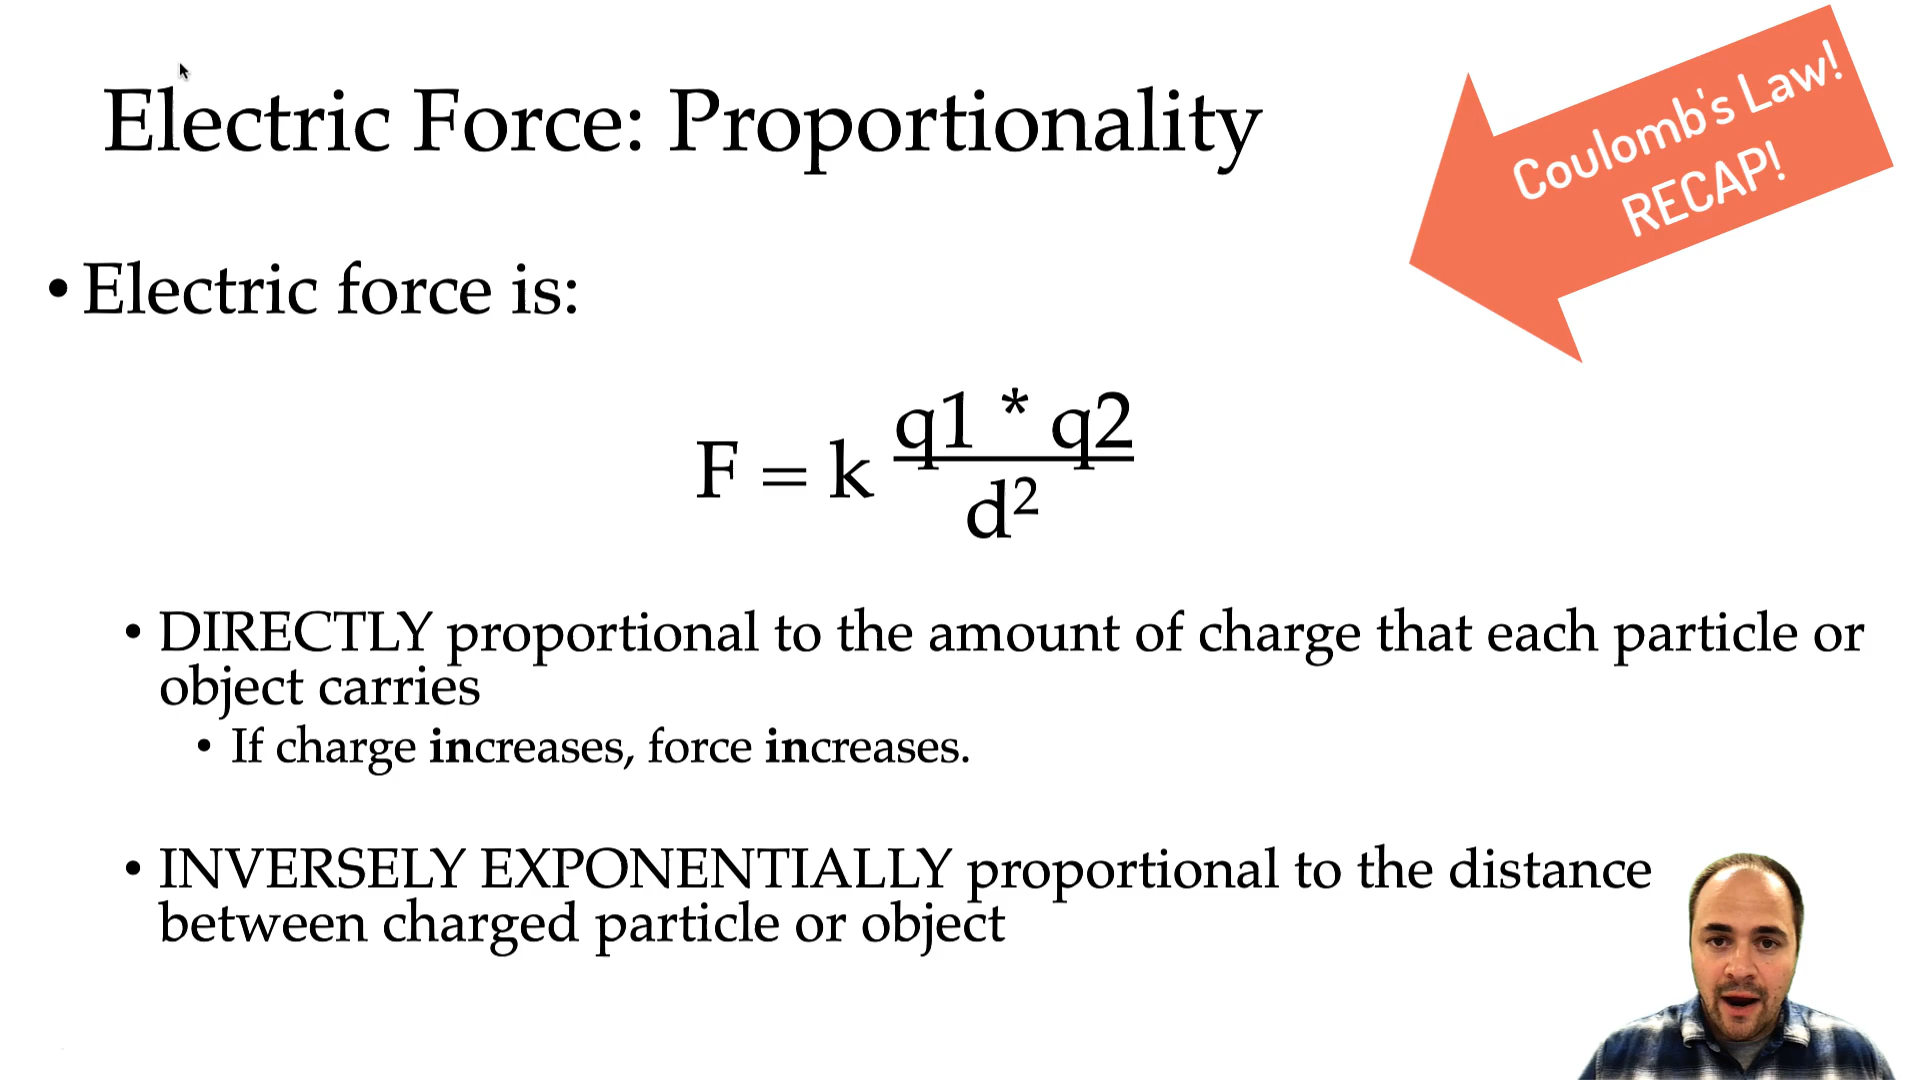 Electric Force: Proportionality
Coulomb's Law!
RECAP!
• Electric force is:
F = k q1 * q2
d²
• DIRECTLY proportional to the amount of charge that each particle or
object carries
• If charge increases, force increases.
• INVERSELY EXPONENTIALLY proportional to the distance
between charged particle or object